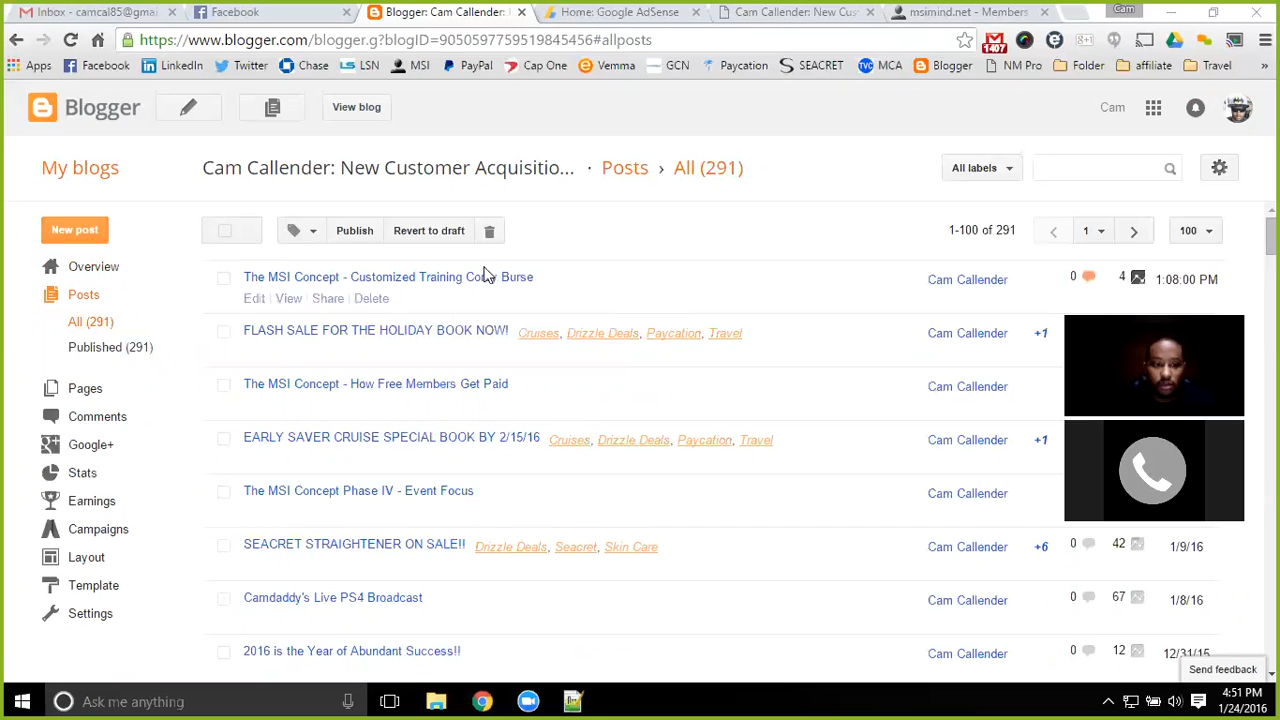 Inbox - camcal85@gmai
Facebook
Blogger: Cam Callender:
Home: Google AdSense
Cam Callender: New Cust
msimind.net - Members
Cam
https://www.blogger.com/blogger.g?blogID=9050597759519845456#allposts
1407
Apps
Facebook
LinkedIn
Twitter
Chase
LSN
MSI
PayPal
Cap One
Vemma
GCN
Paycation
SEACRET
MCA
Blogger
NM Pro
Folder
affiliate
Travel
»
Blogger
View blog
Cam
My blogs
Cam Callender: New Customer Acquisitio... · Posts › All (291)
All labels
New post
Publish
Revert to draft
1-100 of 291
1
100
Overview
Posts
All (291)
Published (291)
Pages
Comments
Google+
Stats
Earnings
Campaigns
Layout
Template
Settings
The MSI Concept - Customized Training Corey Burse
Cam Callender
0
4
1:08:00 PM
Edit | View | Share | Delete
FLASH SALE FOR THE HOLIDAY BOOK NOW! Cruises, Drizzle Deals, Paycation, Travel
Cam Callender
+1
The MSI Concept - How Free Members Get Paid
Cam Callender
EARLY SAVER CRUISE SPECIAL BOOK BY 2/15/16 Cruises, Drizzle Deals, Paycation, Travel
Cam Callender
+1
The MSI Concept Phase IV - Event Focus
Cam Callender
SEACRET STRAIGHTENER ON SALE!! Drizzle Deals, Seacret, Skin Care
Cam Callender
+6
0
42
1/9/16
Camdaddy's Live PS4 Broadcast
Cam Callender
0
67
1/8/16
2016 is the Year of Abundant Success!!
Cam Callender
0
12
12/31/15
Send feedback
Ask me anything
4:51 PM
1/24/2016